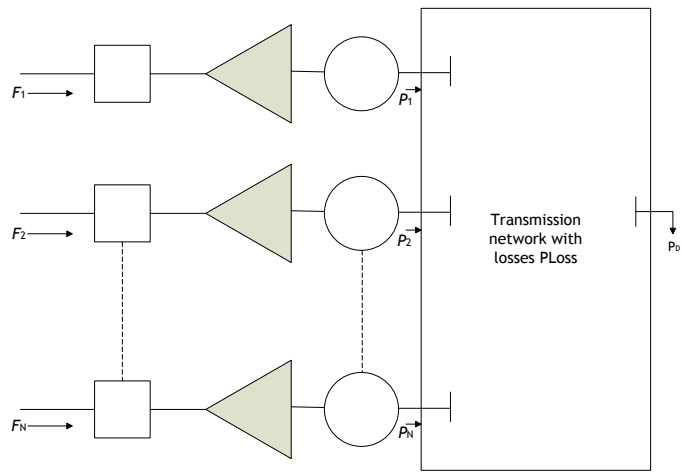 F1
P1
F2
P2
Transmission
network with
losses PLoss
PD
FN
PN